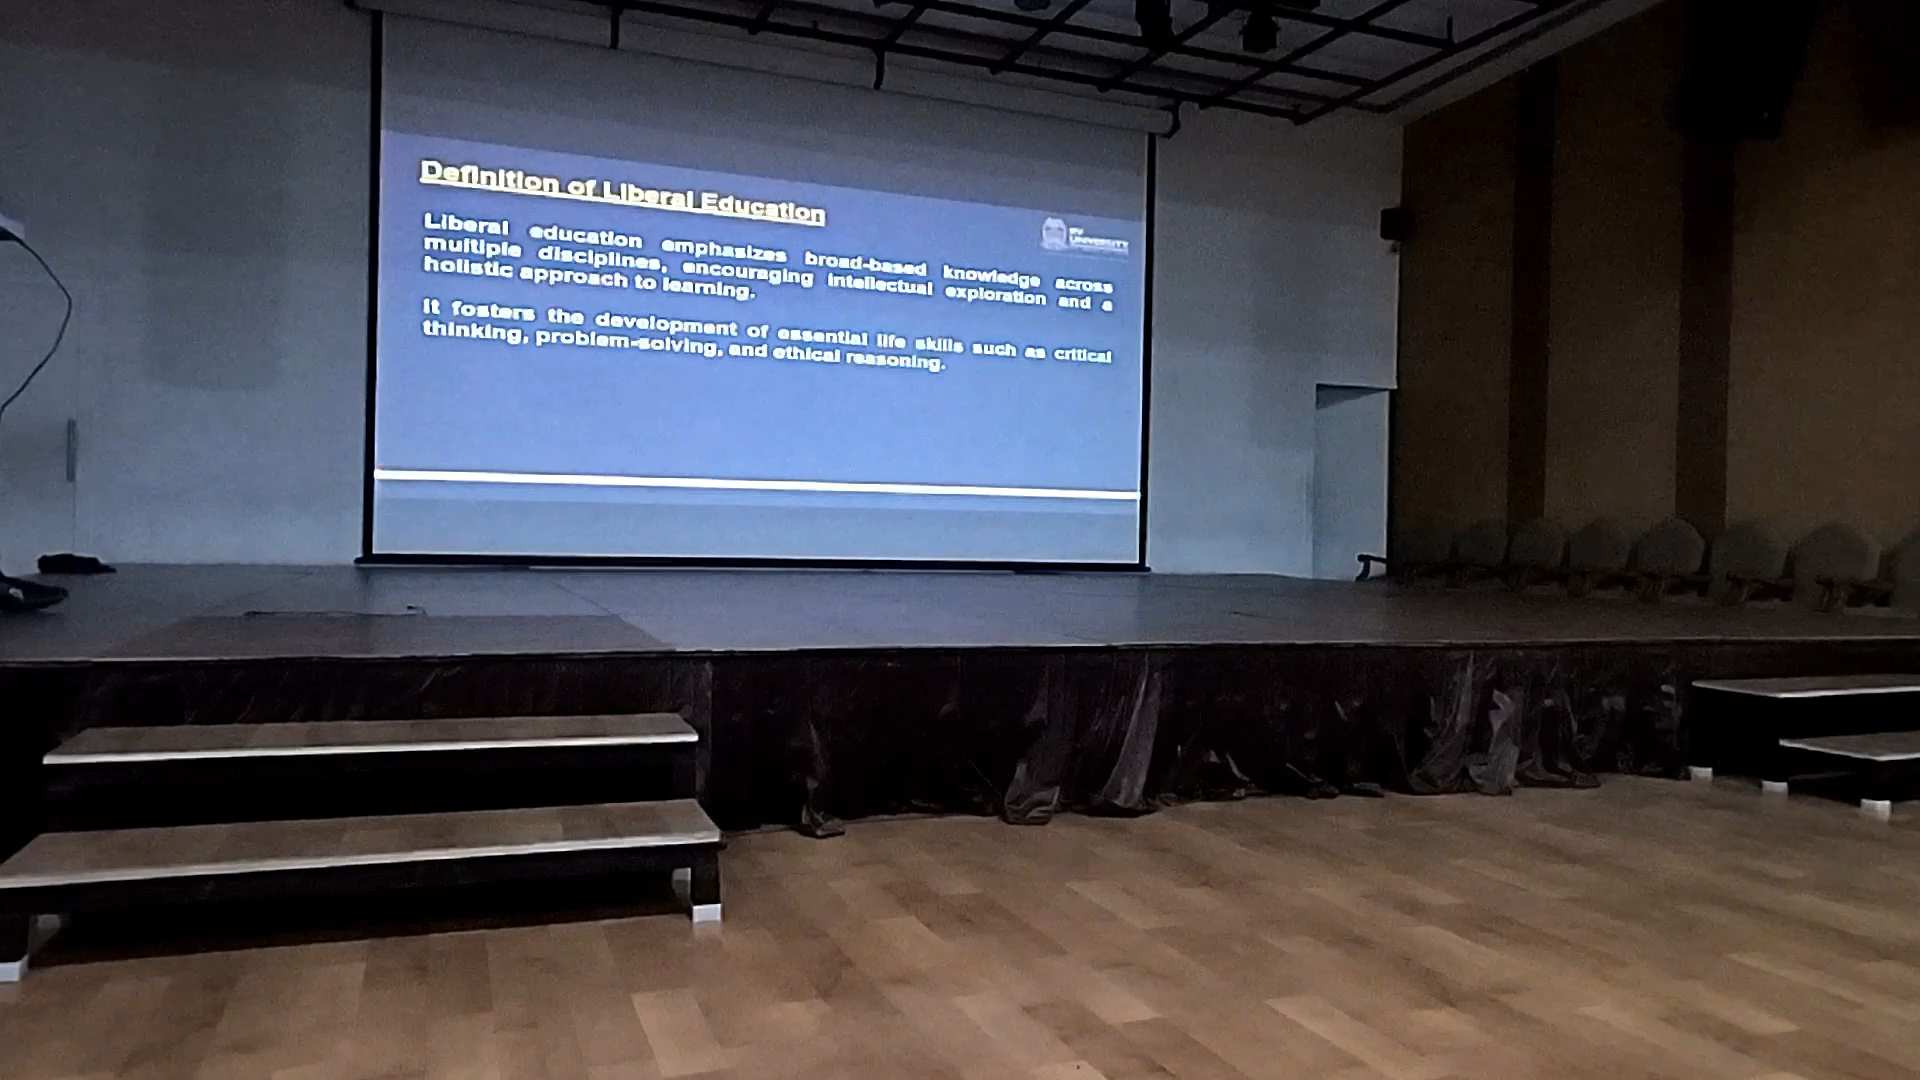 Definition of Liberal Education
Liberal education emphasizes broad-based knowledge across
multiple disciplines, encouraging intellectual exploration and a
holistic approach to learning.
It fosters the development of essential life skills such as critical
thinking, problem-solving, and ethical reasoning.
UNIVERSITY